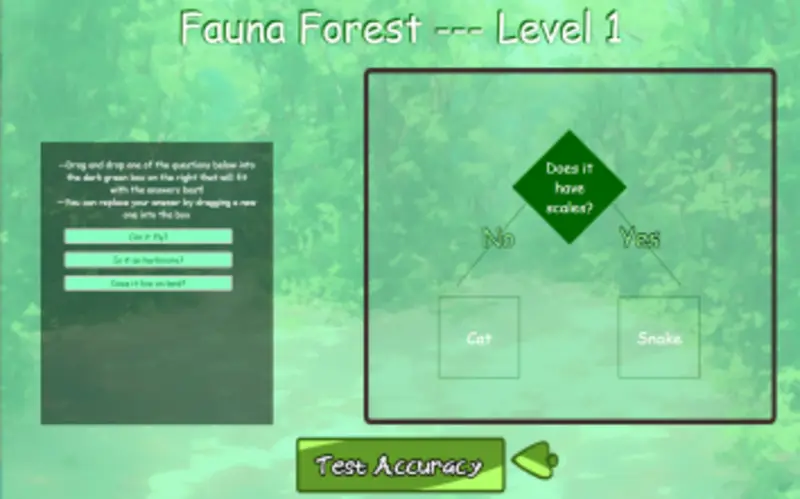 Fauna Forest --- Level 1
--Drag and drop one of the questions below into
the dark green box on the right that will fit
with the answers best!
--You can replace your answer by dragging a new
one into the box
Can it fly?
Is it carnivorous?
Does it live on land?
Does it
have
scales?
No
Yes
Cat
Snake
Test Accuracy